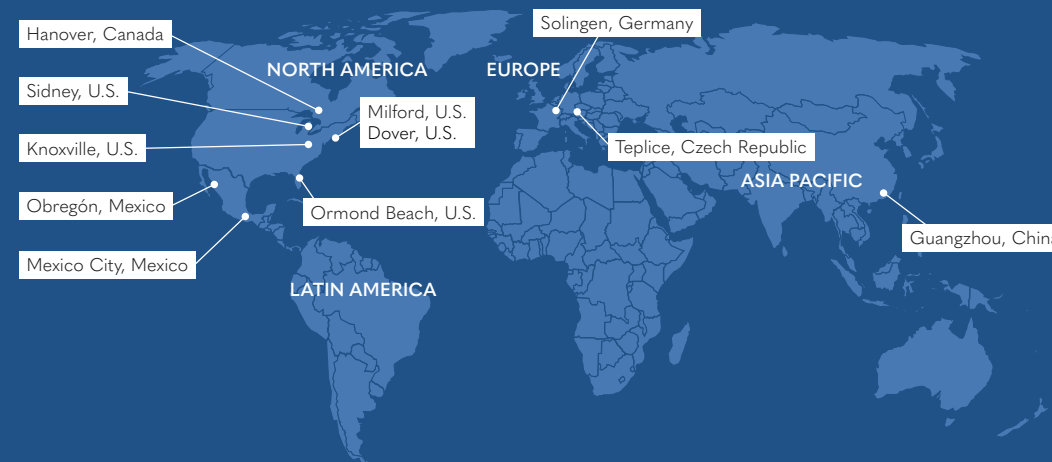 Solingen, Germany
Hanover, Canada
NORTH AMERICA
EUROPE
Sidney, U.S.
Milford, U.S.
Dover, U.S.
Knoxville, U.S.
Teplice, Czech Republic
ASIA PACIFIC
Obregón, Mexico
Ormond Beach, U.S.
Guangzhou, China
Mexico City, Mexico
LATIN AMERICA